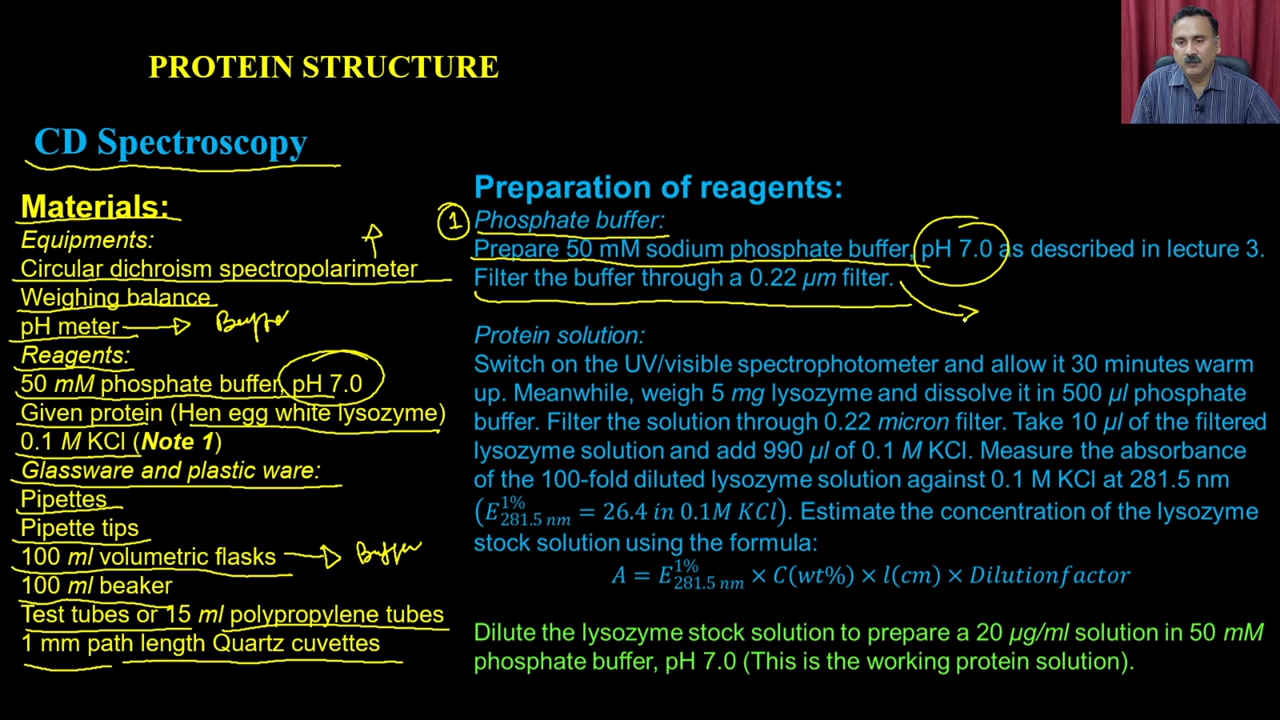 PROTEIN STRUCTURE
CD Spectroscopy
Materials:
Equipments:
Circular dichroism spectropolarimeter
Weighing balance
pH meter Buffer
Reagents:
50 mM phosphate buffer, pH 7.0
Given protein (Hen egg white lysozyme)
0.1 M KCl (Note 1)
Glassware and plastic ware:
Pipettes
Pipette tips
100 ml volumetric flasks Buffer
100 ml beaker
Test tubes or 15 ml polypropylene tubes
1 mm path length Quartz cuvettes
Preparation of reagents:
1 Phosphate buffer:
Prepare 50 mM sodium phosphate buffer, pH 7.0 as described in lecture 3.
Filter the buffer through a 0.22 µm filter.
Protein solution:
Switch on the UV/visible spectrophotometer and allow it 30 minutes warm
up. Meanwhile, weigh 5 mg lysozyme and dissolve it in 500 µl phosphate
buffer. Filter the solution through 0.22 micron filter. Take 10 µl of the filtered
lysozyme solution and add 990 µl of 0.1 M KCl. Measure the absorbance
of the 100-fold diluted lysozyme solution against 0.1 M KCl at 281.5 nm
(E^{1%}_{281.5 nm} = 26.4 in 0.1M KCl). Estimate the concentration of the lysozyme
stock solution using the formula:
A = E^{1%}_{281.5 nm} × C(wt%) × l(cm) × Dilutionfactor
Dilute the lysozyme stock solution to prepare a 20 µg/ml solution in 50 mM
phosphate buffer, pH 7.0 (This is the working protein solution).